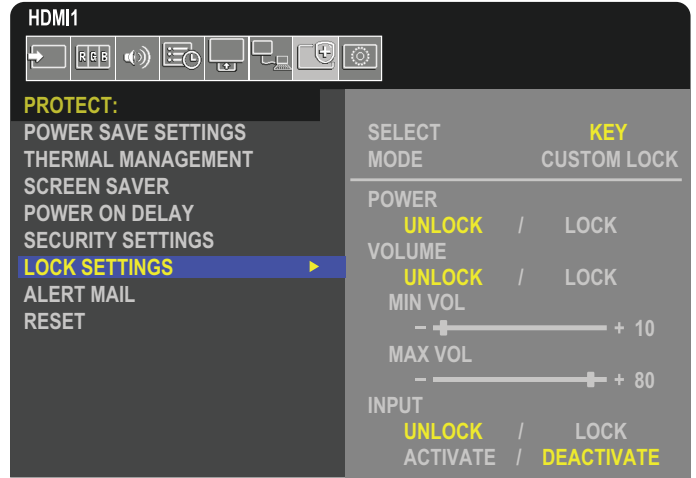 HDMI1
R G B
PROTECT:
POWER SAVE SETTINGS
THERMAL MANAGEMENT
SCREEN SAVER
POWER ON DELAY
SECURITY SETTINGS
LOCK SETTINGS
ALERT MAIL
RESET
SELECT KEY
MODE CUSTOM LOCK
POWER
UNLOCK / LOCK
VOLUME
UNLOCK / LOCK
MIN VOL
− + 10
MAX VOL
− + 80
INPUT
UNLOCK / LOCK
ACTIVATE / DEACTIVATE